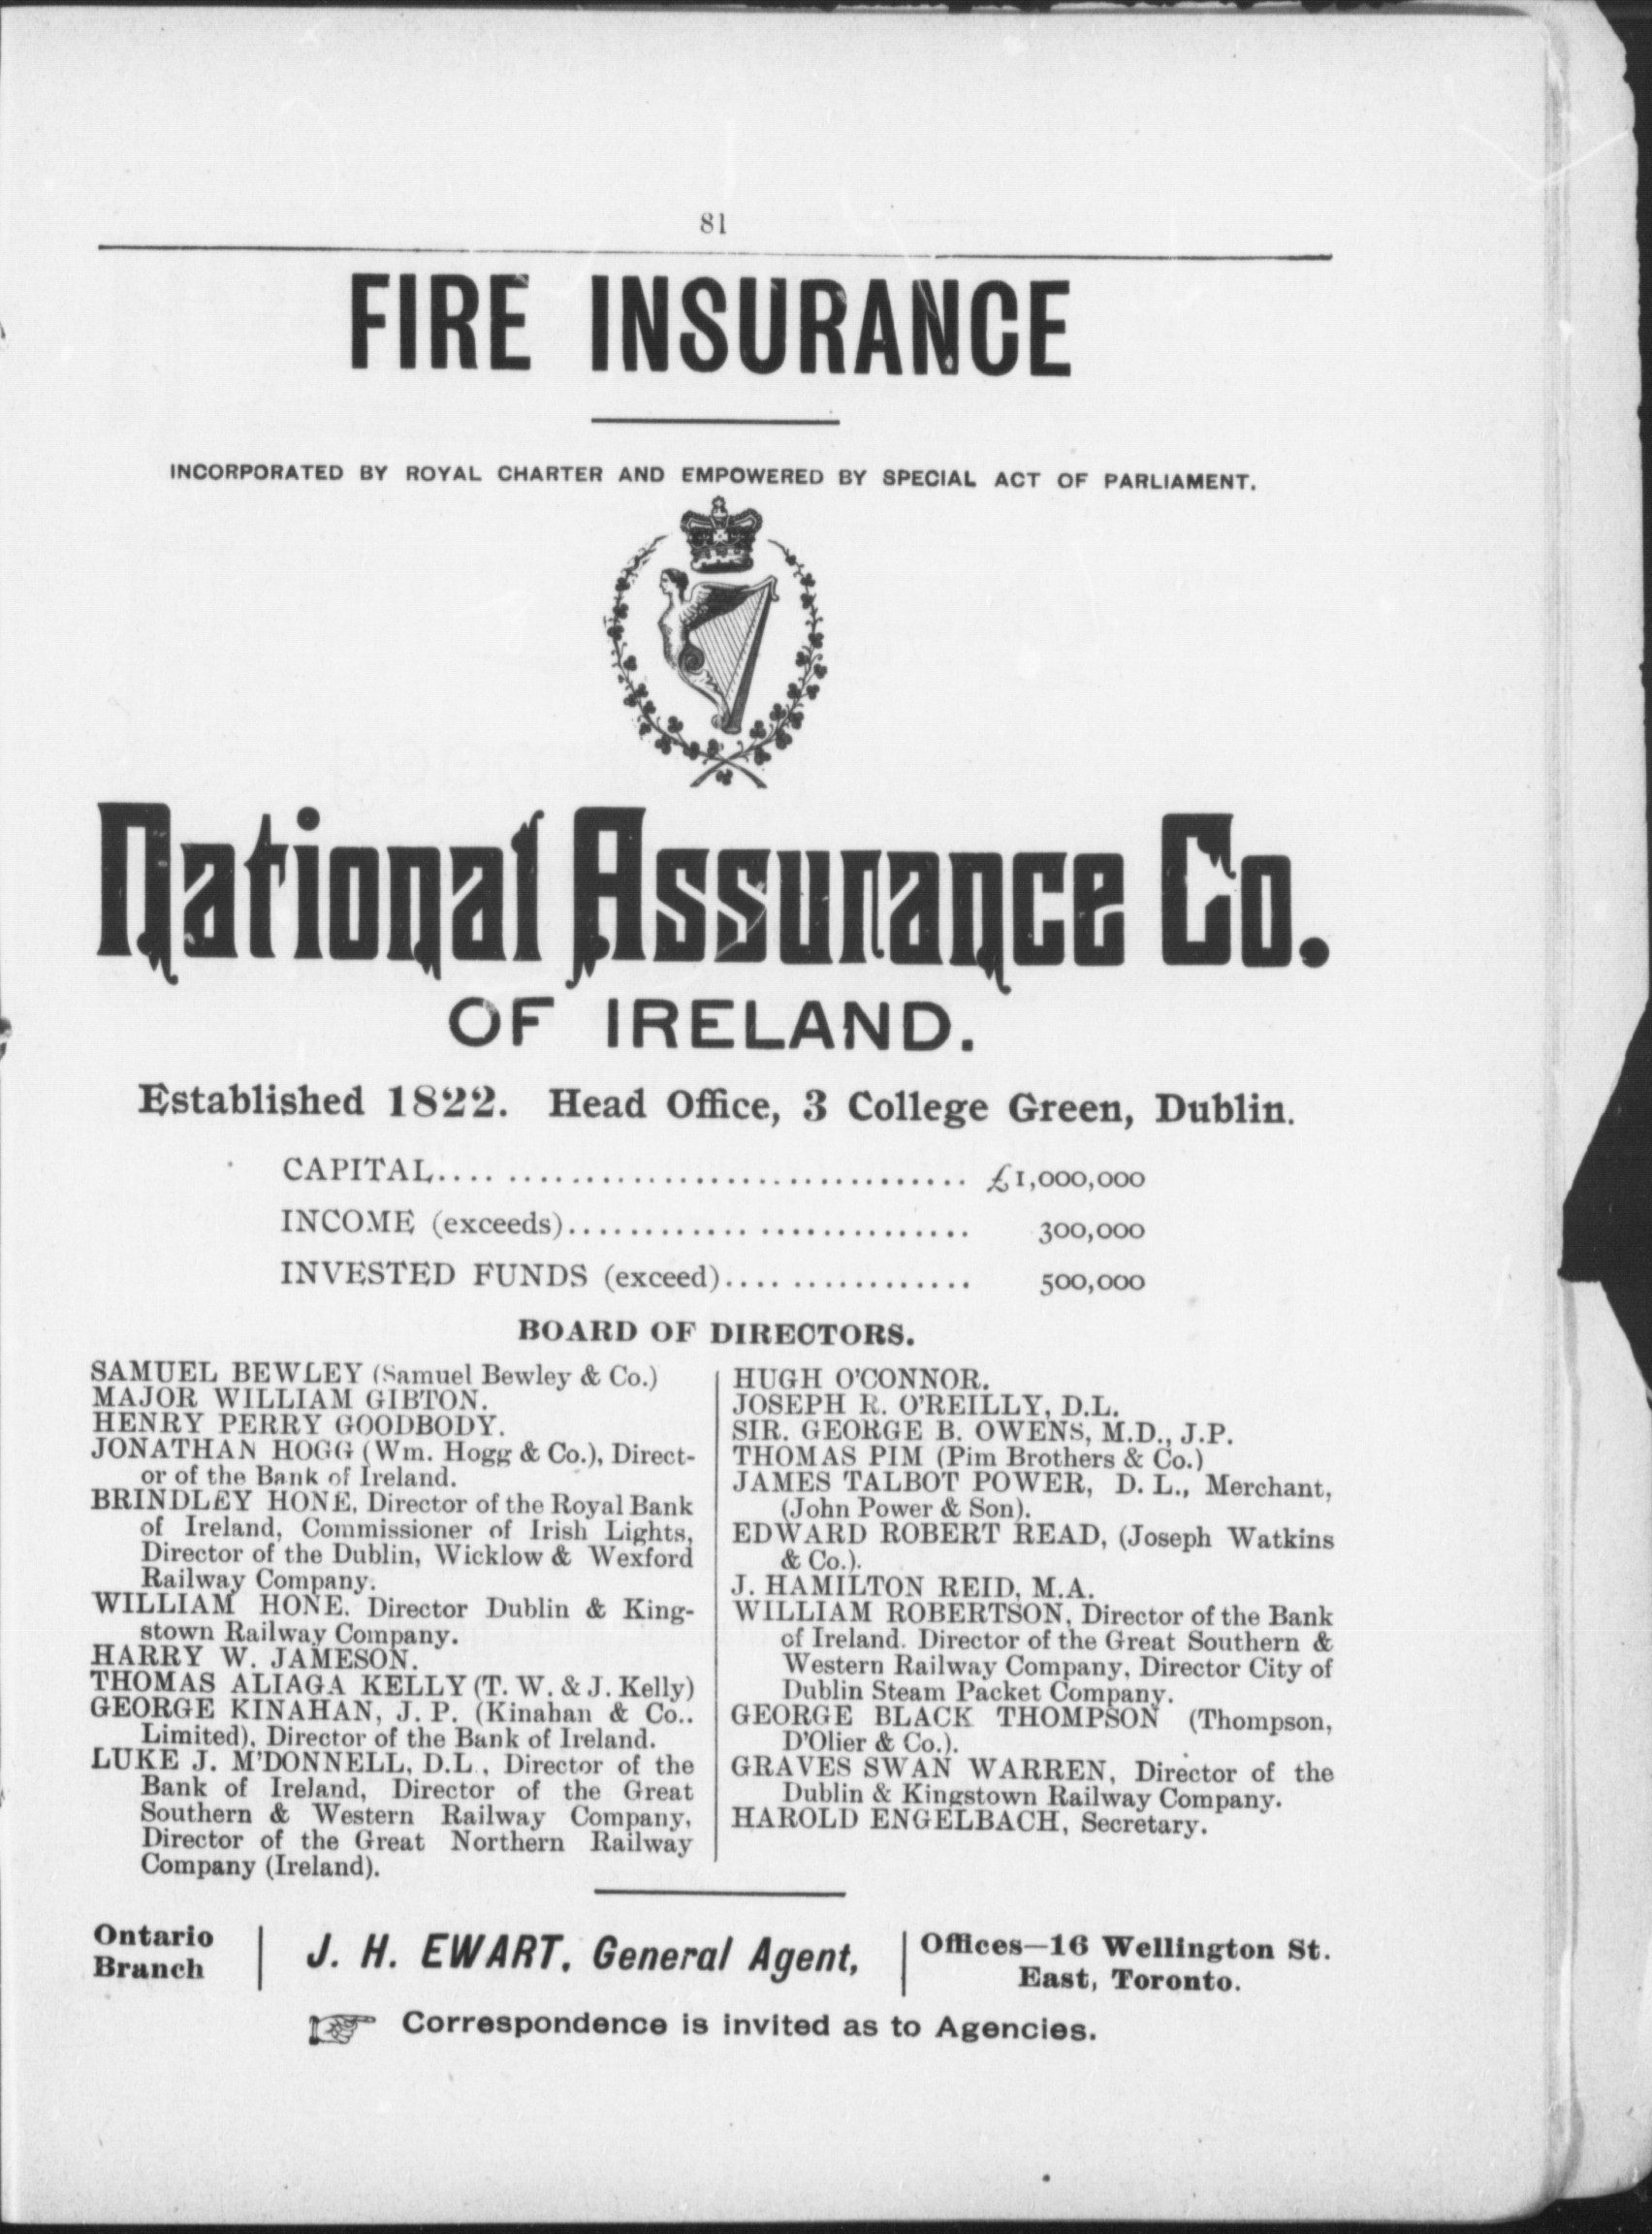 81
FIRE INSURANCE
INCORPORATED BY ROYAL CHARTER AND EMPOWERED BY SPECIAL ACT OF PARLIAMENT.
National Assurance Co.
OF IRELAND.
Established 1822. Head Office, 3 College Green, Dublin.
CAPITAL.... .............................. £1,000,000
INCOME (exceeds)............ .............. 300,000
INVESTED FUNDS (exceed).... ............ 500,000
BOARD OF DIRECTORS.
SAMUEL BEWLEY (Samuel Bewley & Co.)
MAJOR WILLIAM GIBTON.
HENRY PERRY GOODBODY.
JONATHAN HOGG (Wm. Hogg & Co.), Direct-
or of the Bank of Ireland.
BRINDLEY HONE, Director of the Royal Bank
of Ireland, Commissioner of Irish Lights,
Director of the Dublin, Wicklow & Wexford
Railway Company.
WILLIAM HONE. Director Dublin & King-
stown Railway Company.
HARRY W. JAMESON.
THOMAS ALIAGA KELLY (T. W. & J. Kelly)
GEORGE KINAHAN, J. P. (Kinahan & Co..
Limited), Director of the Bank of Ireland.
LUKE J. M'DONNELL, D.L., Director of the
Bank of Ireland, Director of the Great
Southern & Western Railway Company,
Director of the Great Northern Railway
Company (Ireland).
HUGH O'CONNOR.
JOSEPH R. O'REILLY, D.L.
SIR. GEORGE B. OWENS, M.D., J.P.
THOMAS PIM (Pim Brothers & Co.)
JAMES TALBOT POWER, D. L., Merchant,
(John Power & Son).
EDWARD ROBERT READ, (Joseph Watkins
& Co.).
J. HAMILTON REID, M.A.
WILLIAM ROBERTSON, Director of the Bank
of Ireland. Director of the Great Southern &
Western Railway Company, Director City of
Dublin Steam Packet Company.
GEORGE BLACK THOMPSON (Thompson,
D'Olier & Co.).
GRAVES SWAN WARREN, Director of the
Dublin & Kingstown Railway Company.
HAROLD ENGELBACH, Secretary.
Ontario
Branch
J. H. EWART, General Agent,
Offices—16 Wellington St.
East, Toronto.
Correspondence is invited as to Agencies.